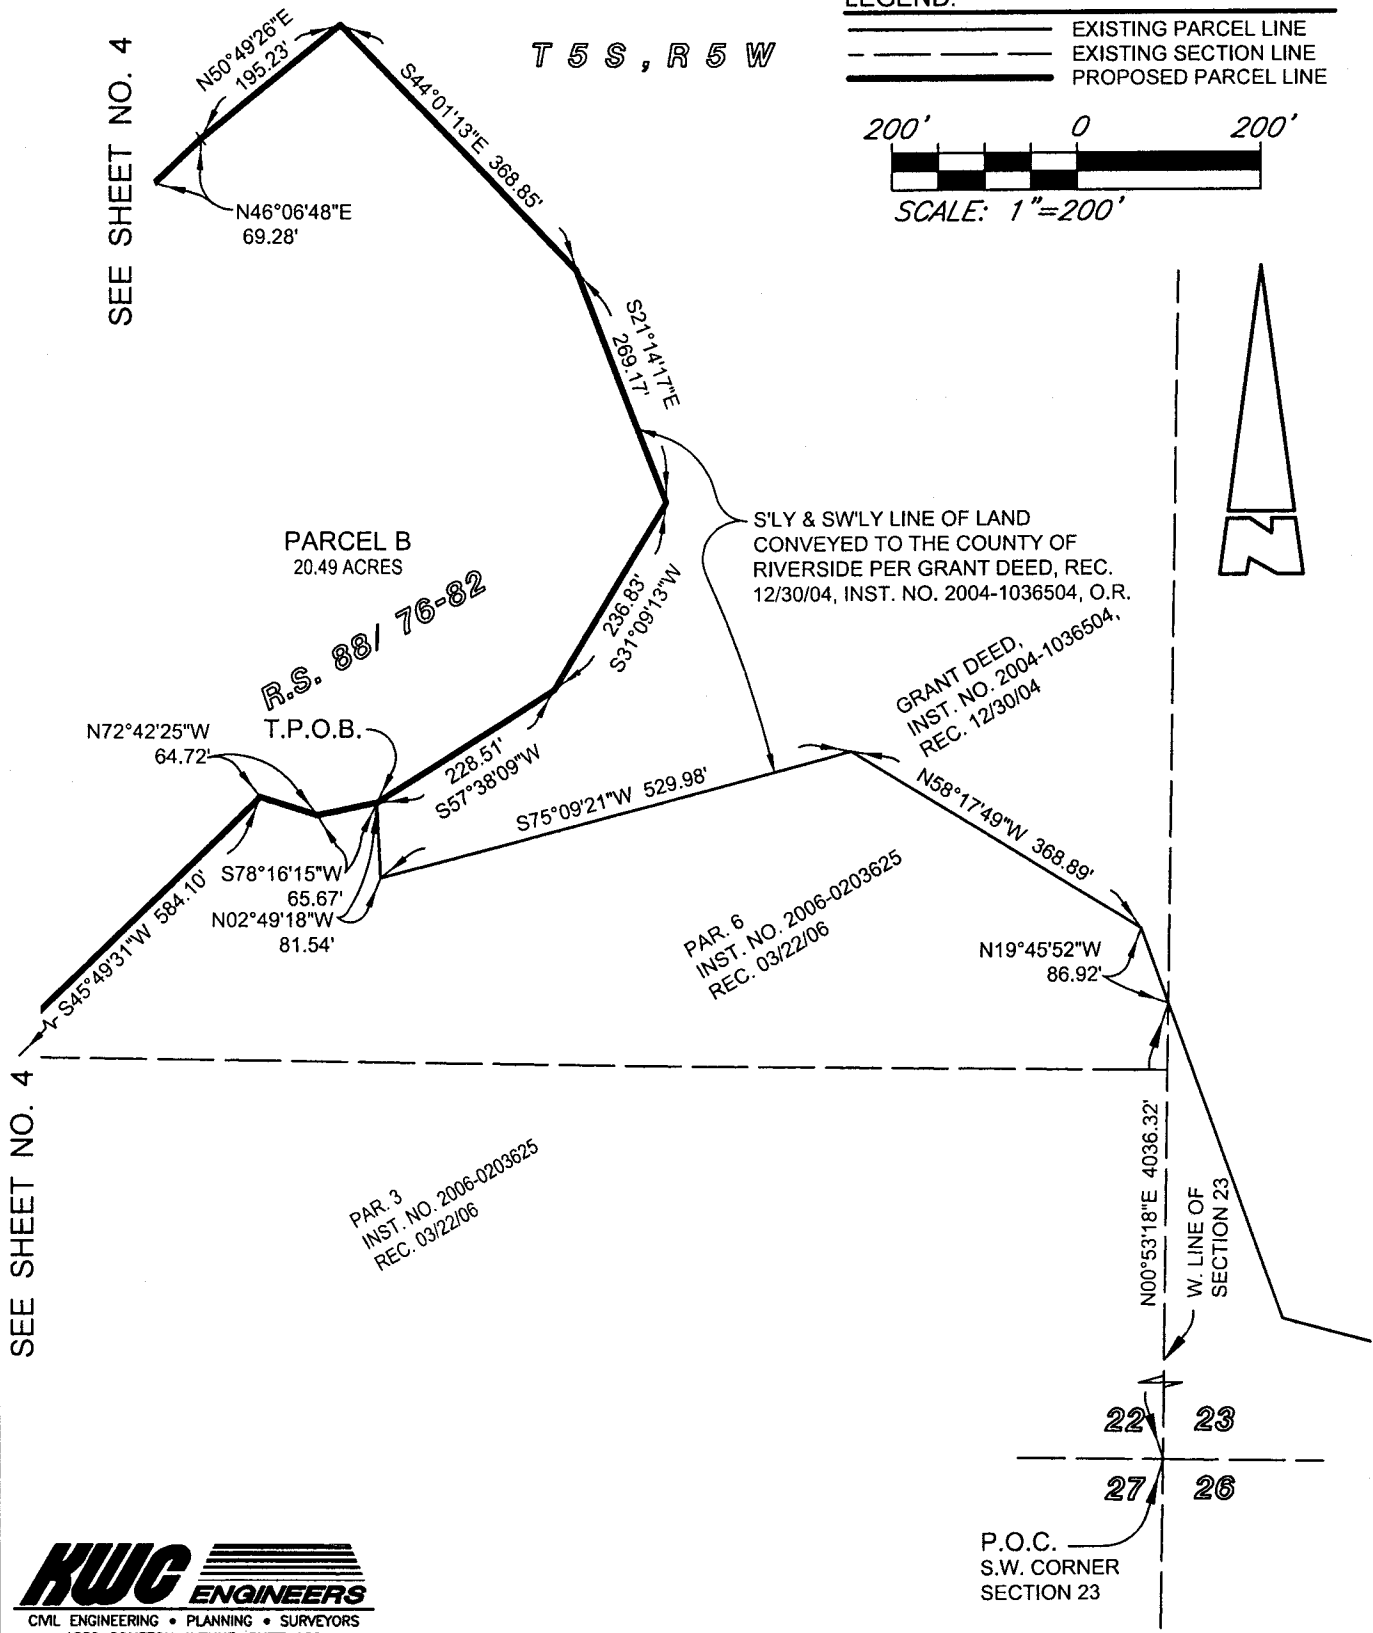 LEGEND:
EXISTING PARCEL LINE
EXISTING SECTION LINE
PROPOSED PARCEL LINE
T 5 S , R 5 W
200' 0 200'
SCALE: 1"=200'
SEE SHEET NO. 4
N50°49'26"E
195.23'
S44°01'13"E 368.85'
N46°06'48"E
69.28'
S21°14'17"E
269.17'
S'LY & SW'LY LINE OF LAND
CONVEYED TO THE COUNTY OF
RIVERSIDE PER GRANT DEED, REC.
12/30/04, INST. NO. 2004-1036504, O.R.
N
PARCEL B
20.49 ACRES
R.S. 88/ 76-82
236.83'
S31°09'13"W
GRANT DEED,
INST. NO. 2004-1036504,
REC. 12/30/04
T.P.O.B.
N72°42'25"W
64.72'
228.51'
S57°38'09"W
S75°09'21"W 529.98'
N58°17'49"W 368.89'
S78°16'15"W
65.67'
N02°49'18"W
81.54'
S45°49'31"W 584.10'
PAR. 6
INST. NO. 2006-0203625
REC. 03/22/06
N19°45'52"W
86.92'
SEE SHEET NO. 4
PAR. 3
INST. NO. 2006-0203625
REC. 03/22/06
N00°53'18"E 4036.32'
W. LINE OF
SECTION 23
22 23
27 26
P.O.C.
S.W. CORNER
SECTION 23
KWC
ENGINEERS
CIVIL ENGINEERING • PLANNING • SURVEYORS